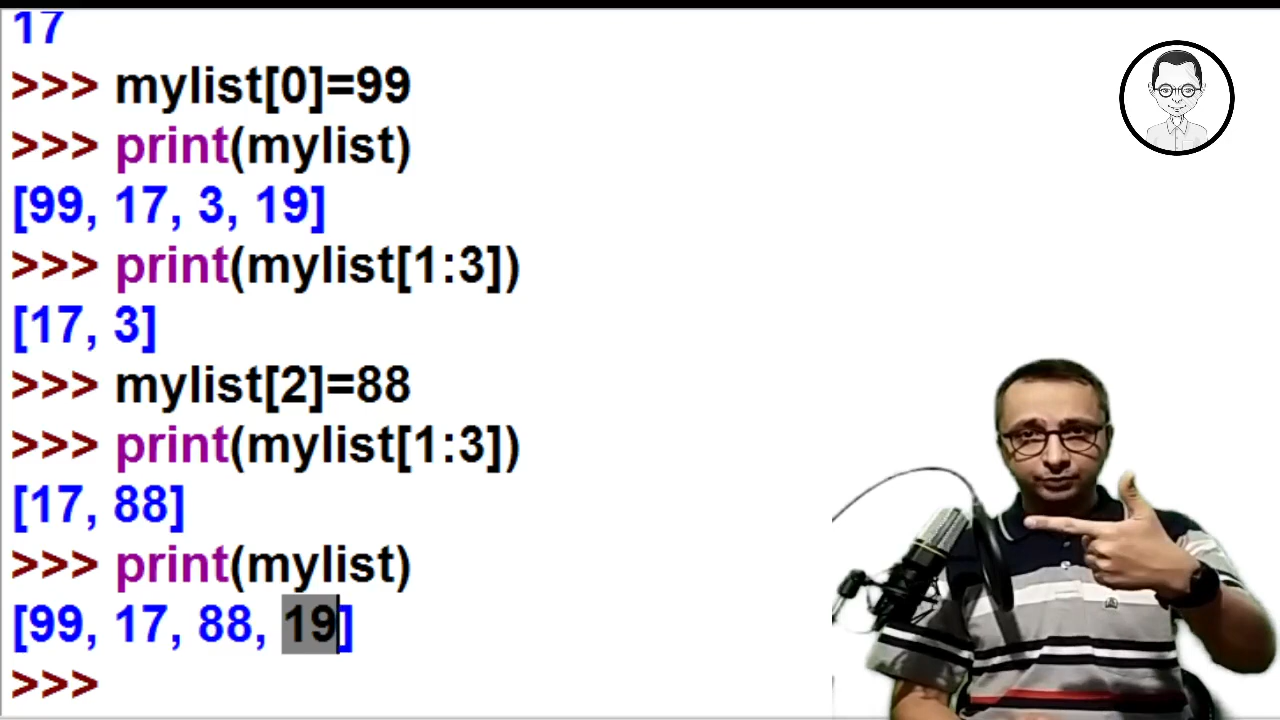 17
>>> mylist[0]=99
>>> print(mylist)
[99, 17, 3, 19]
>>> print(mylist[1:3])
[17, 3]
>>> mylist[2]=88
>>> print(mylist[1:3])
[17, 88]
>>> print(mylist)
[99, 17, 88, 19]
>>>